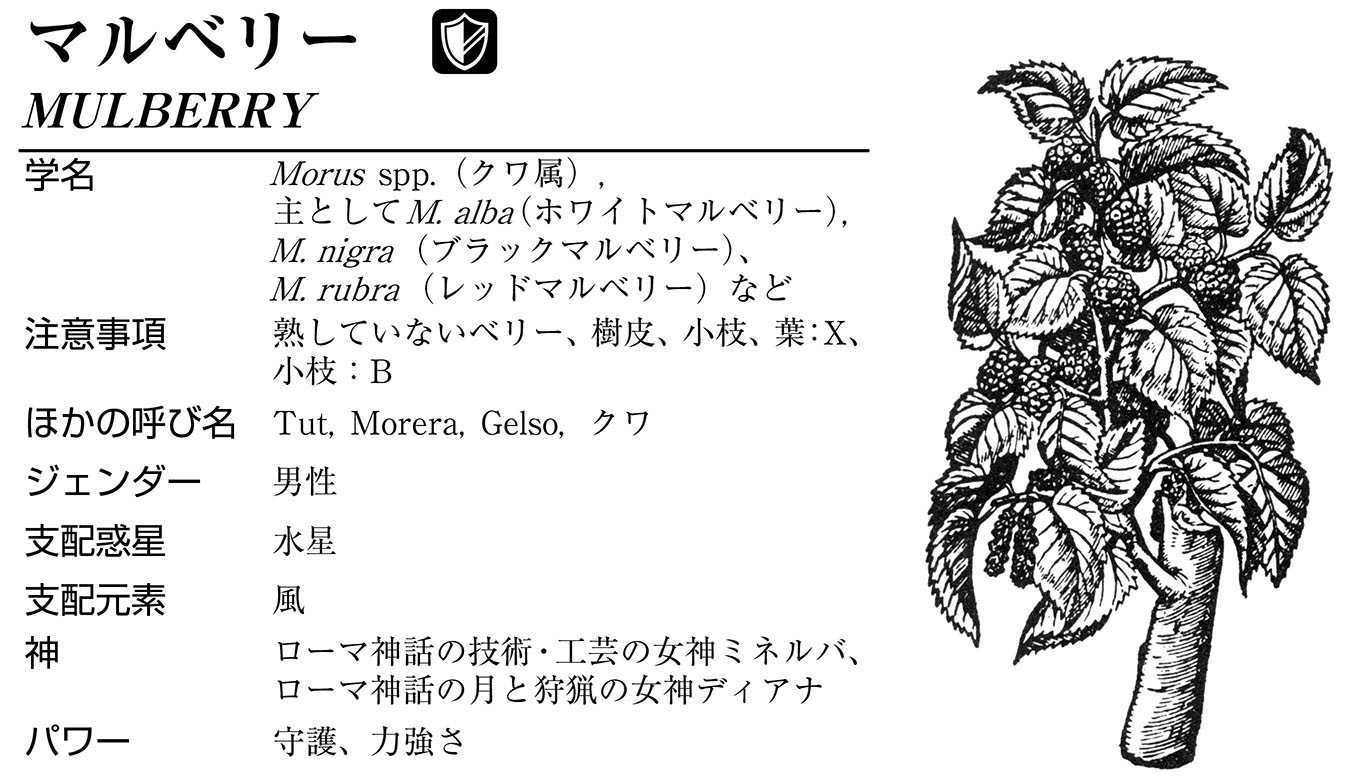 マルベリー
MULBERRY
学名 Morus spp.（クワ属）,
主としてM. alba（ホワイトマルベリー）,
M. nigra（ブラックマルベリー）、
M. rubra（レッドマルベリー）など
注意事項 熟していないベリー、樹皮、小枝、葉：X、
小枝：B
ほかの呼び名 Tut, Morera, Gelso, クワ
ジェンダー 男性
支配惑星 水星
支配元素 風
神 ローマ神話の技術・工芸の女神ミネルバ、
ローマ神話の月と狩猟の女神ディアナ
パワー 守護、力強さ